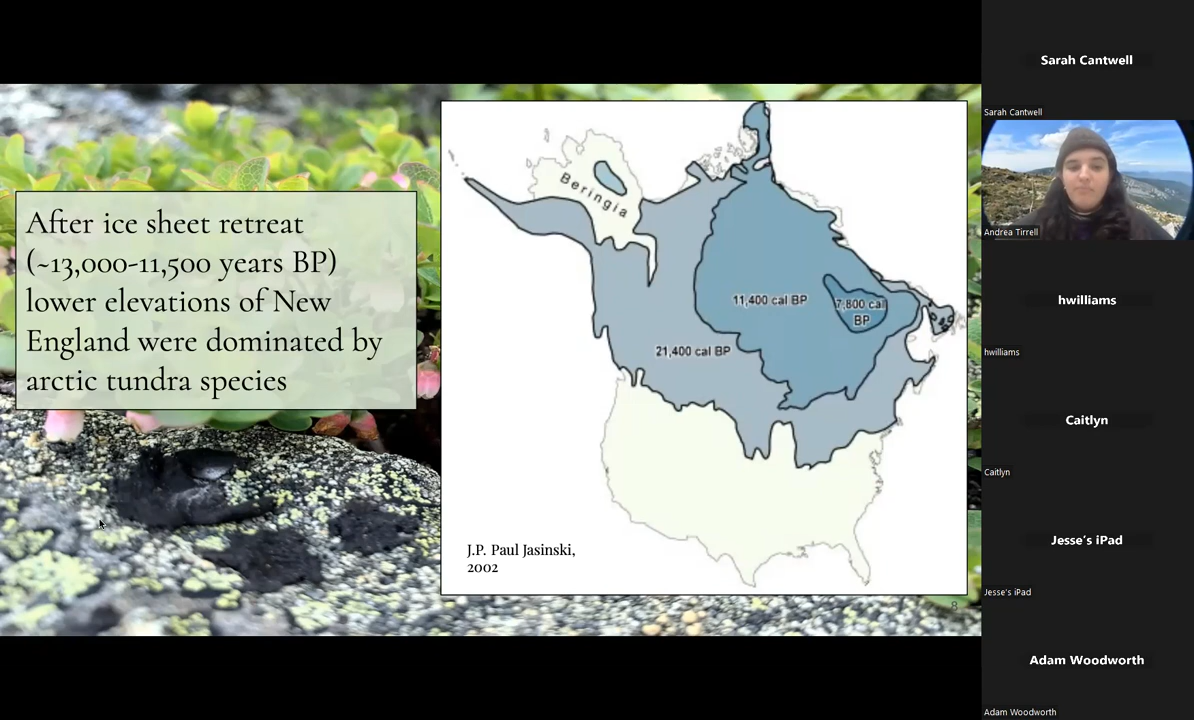 After ice sheet retreat
(~13,000-11,500 years BP)
lower elevations of New
England were dominated by
arctic tundra species
Beringia
11,400 cal BP
7,800 cal
BP
21,400 cal BP
J.P. Paul Jasinski,
2002
8
Sarah Cantwell
Sarah Cantwell
Andrea Tirrell
hwilliams
hwilliams
Caitlyn
Caitlyn
Jesse's iPad
Jesse's iPad
Adam Woodworth
Adam Woodworth